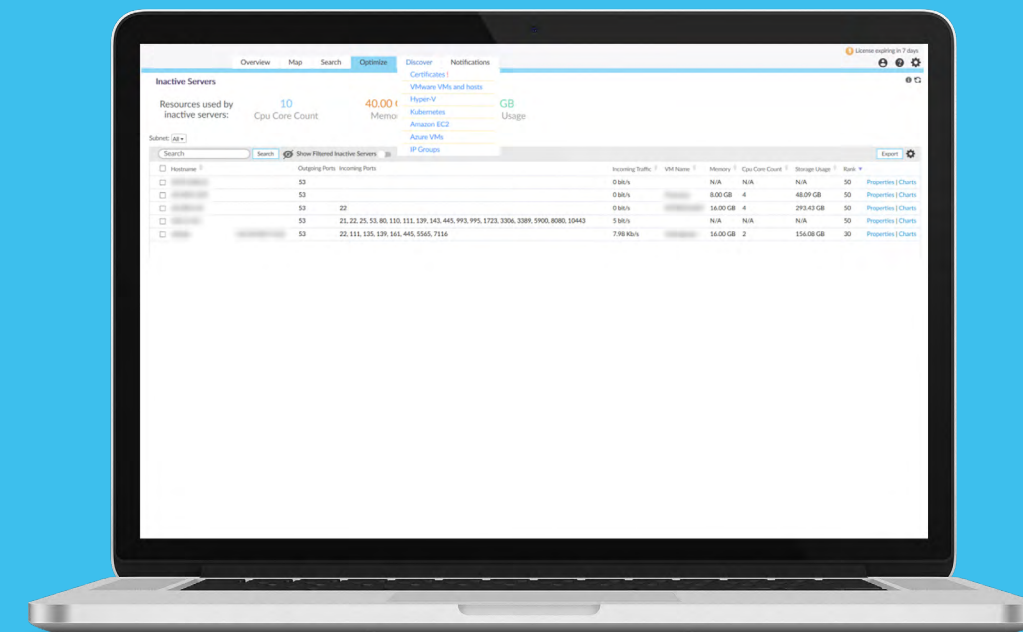 License expiring in 7 days
Overview Map Search Optimize Discover Notifications
Inactive Servers
Certificates !
VMware VMs and hosts
Hyper-V
Kubernetes
Amazon EC2
Azure VMs
IP Groups
Resources used by inactive servers:
10
Cpu Core Count
40.00
Memo
GB
Usage
Subnet: All
Search Search Show Filtered Inactive Servers Export
Hostname Outgoing Ports Incoming Ports Incoming Traffic VM Name Memory Cpu Core Count Storage Usage Rank
53 0 bit/s N/A N/A N/A 50 Properties | Charts
53 0 bit/s 8.00 GB 4 48.09 GB 50 Properties | Charts
53 22 0 bit/s 16.00 GB 4 293.43 GB 50 Properties | Charts
53 21, 22, 25, 53, 80, 110, 111, 139, 143, 445, 993, 995, 1723, 3306, 3389, 5900, 8080, 10443 5 bit/s N/A N/A N/A 50 Properties | Charts
53 22, 111, 135, 139, 161, 445, 5565, 7116 7.98 Kb/s 16.00 GB 2 156.08 GB 30 Properties | Charts